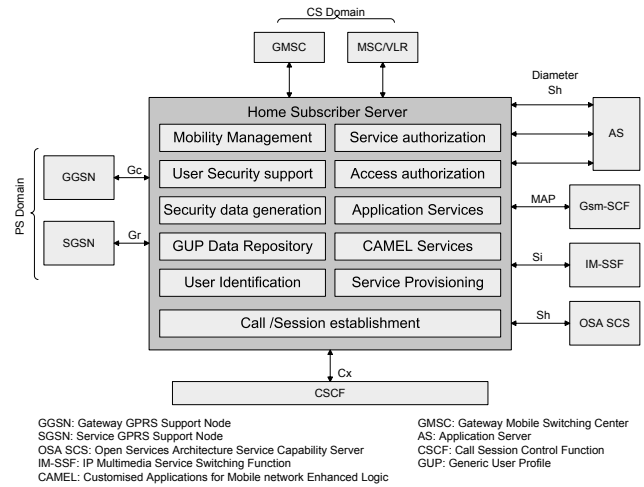 CS Domain
GMSC
MSC/VLR
Diameter
Sh
Home Subscriber Server
Mobility Management
Service authorization
AS
User Security support
Access authorization
PS Domain
GGSN
Gc
Security data generation
Application Services
MAP
Gsm-SCF
SGSN
Gr
GUP Data Repository
CAMEL Services
Si
IM-SSF
User Identification
Service Provisioning
Call /Session establishment
Sh
OSA SCS
Cx
CSCF
GGSN: Gateway GPRS Support Node
SGSN: Service GPRS Support Node
OSA SCS: Open Services Architecture Service Capability Server
IM-SSF: IP Multimedia Service Switching Function
CAMEL: Customised Applications for Mobile network Enhanced Logic
GMSC: Gateway Mobile Switching Center
AS: Application Server
CSCF: Call Session Control Function
GUP: Generic User Profile